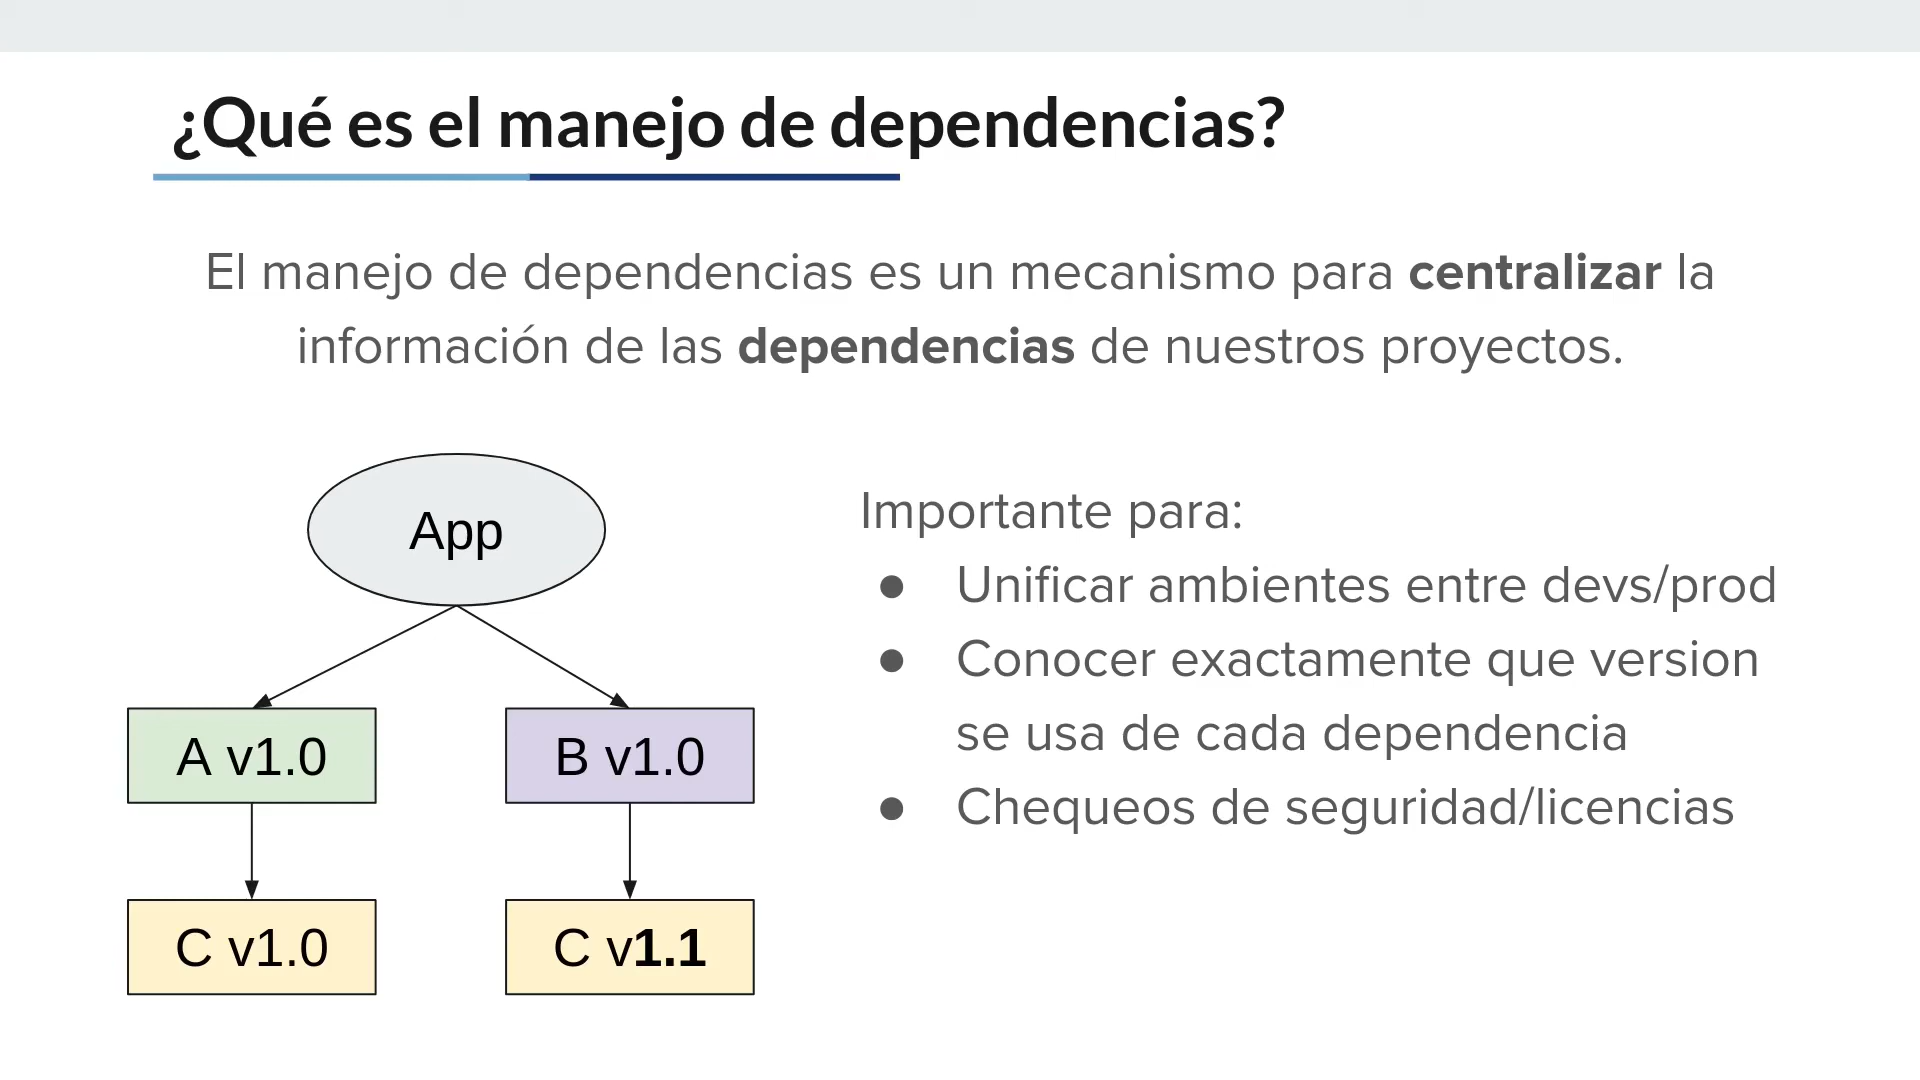 ¿Qué es el manejo de dependencias?
El manejo de dependencias es un mecanismo para centralizar la
información de las dependencias de nuestros proyectos.
App
A v1.0
B v1.0
C v1.0
C v1.1
Importante para:
● Unificar ambientes entre devs/prod
● Conocer exactamente que version
se usa de cada dependencia
● Chequeos de seguridad/licencias